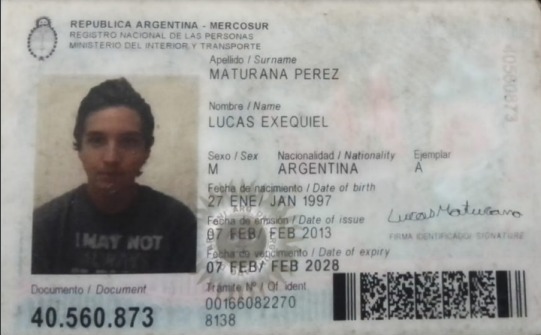 REPUBLICA ARGENTINA - MERCOSUR
REGISTRO NACIONAL DE LAS PERSONAS
MINISTERIO DEL INTERIOR Y TRANSPORTE
Apellido / Surname
MATURANA PEREZ
Nombre / Name
LUCAS EXEQUIEL
Sexo / Sex Nacionalidad / Nationality Ejemplar
M ARGENTINA A
Fecha de nacimiento / Date of birth
27 ENE/ JAN 1997
Fecha de emisión / Date of issue
07 FEB/ FEB 2013
Lucas Maturana
FIRMA IDENTIFICADO/ SIGNATURE
Fecha de vencimiento / Date of expiry
07 FEB/ FEB 2028
I MAY NOT
Documento / Document
40.560.873
Trámite Nº / Of. ident
00166082270
8138